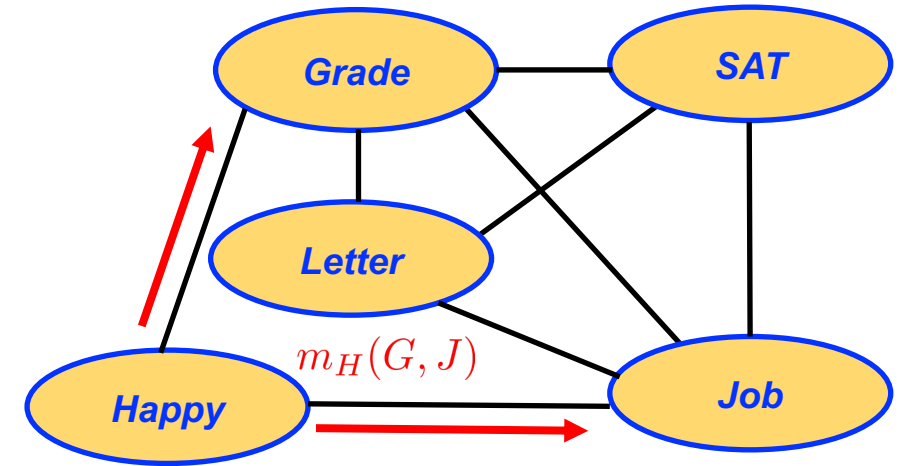 Grade
SAT
Letter
m_H(G, J)
Happy
Job